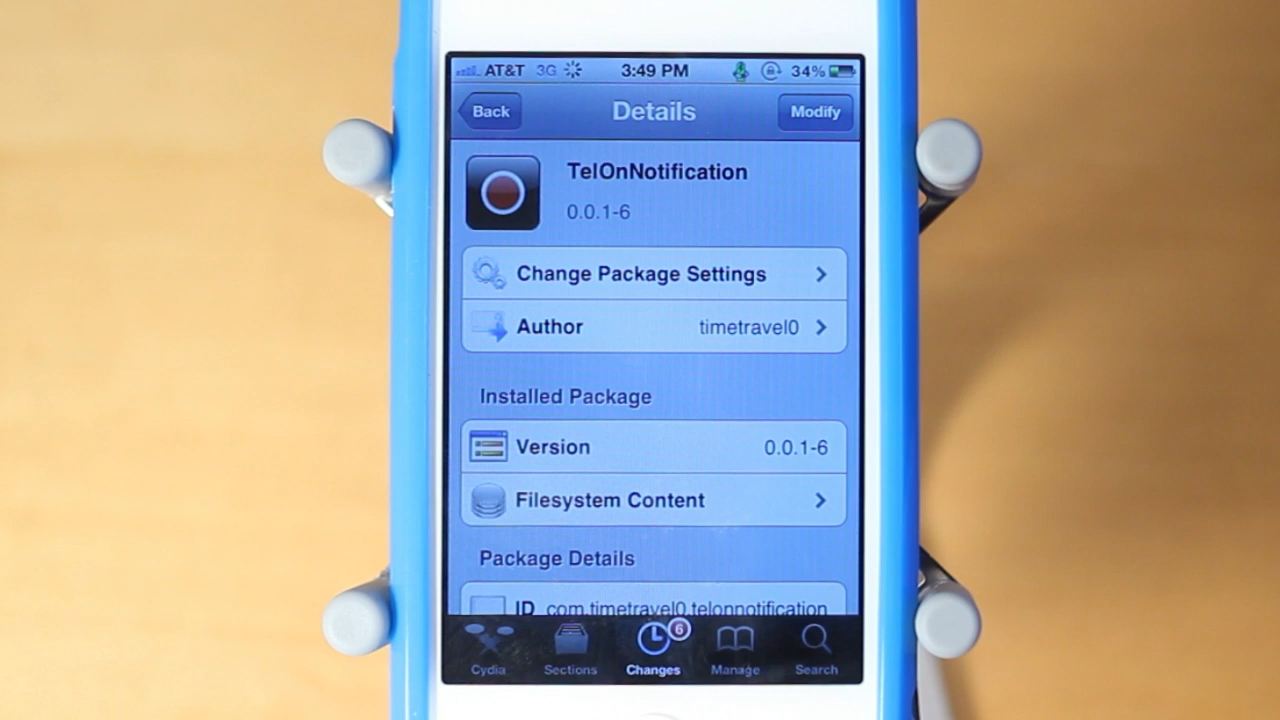 AT&T 3G 3:49 PM 34%
Back Details Modify
TelOnNotification
0.0.1-6
Change Package Settings
Author timetravel0
Installed Package
Version 0.0.1-6
Filesystem Content
Package Details
ID com.timetravel0.telonnotification
6
Cydia Sections Changes Manage Search